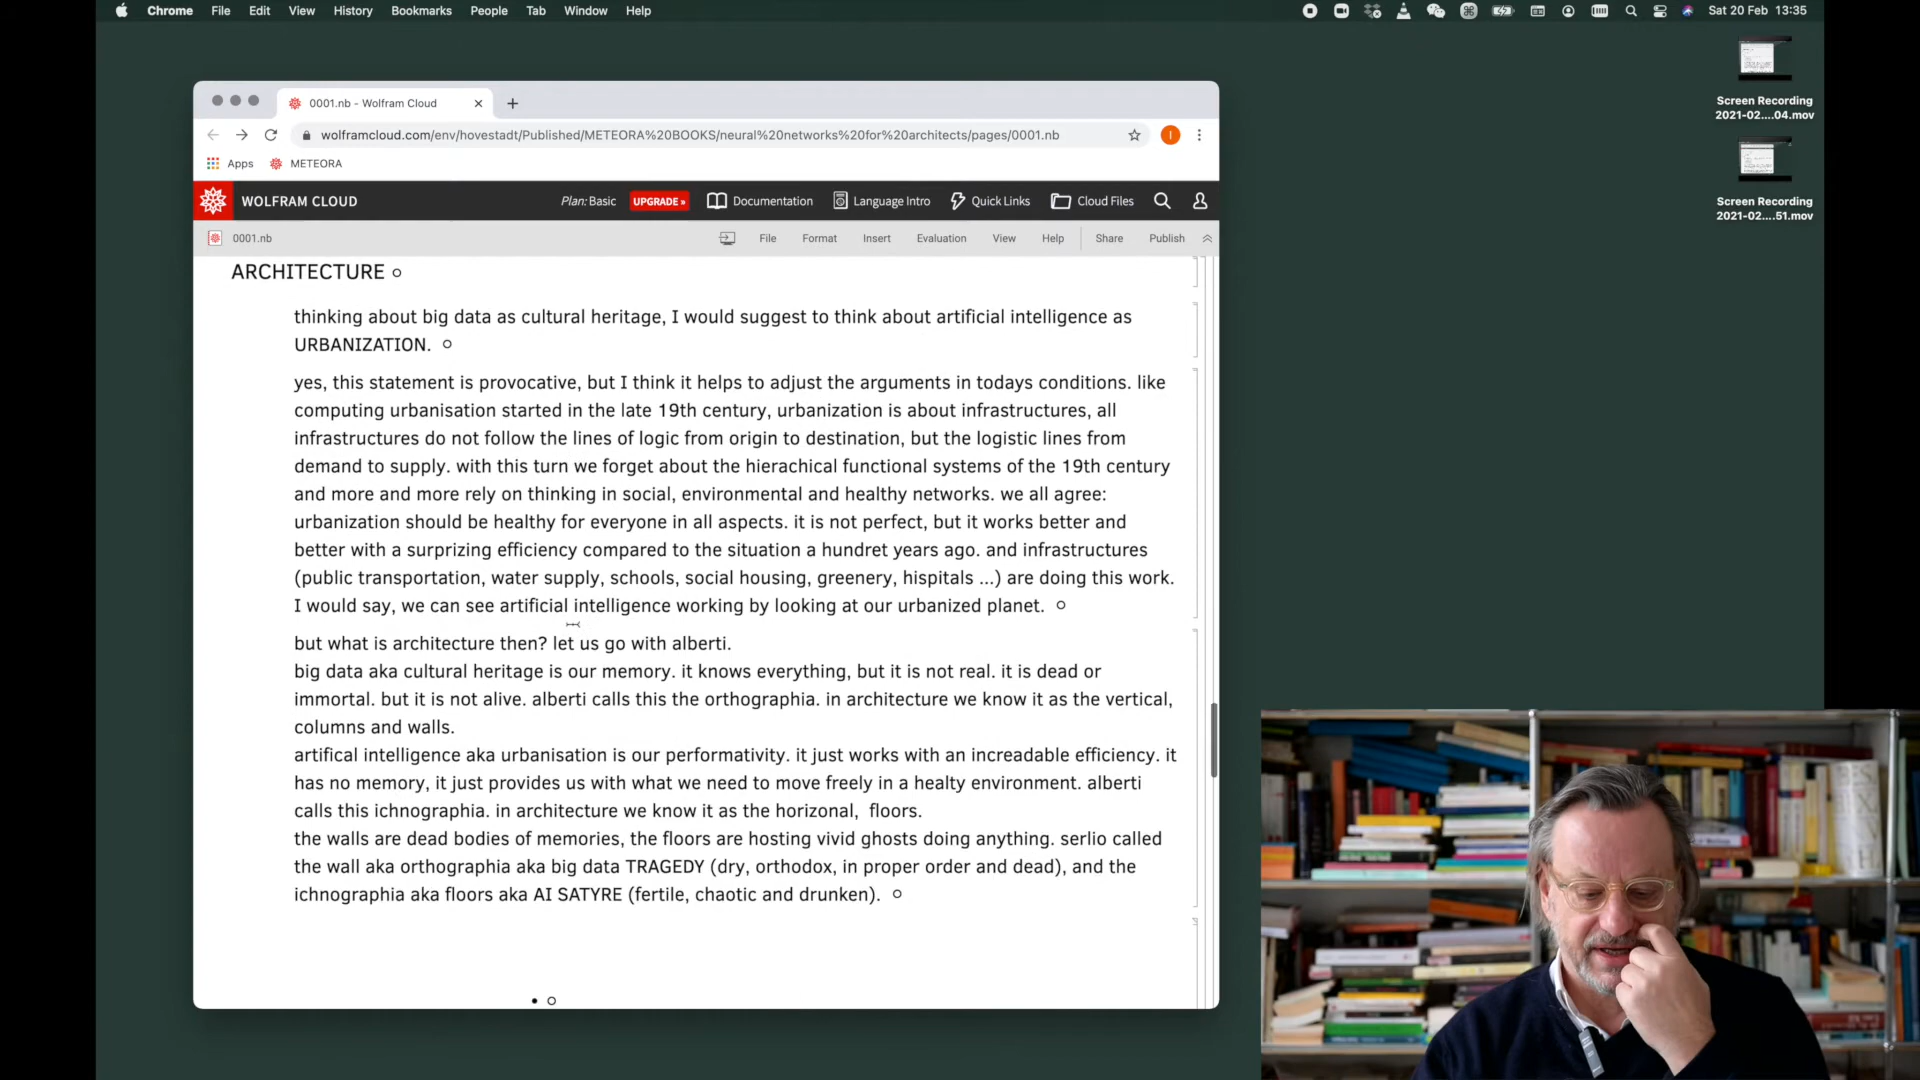 Chrome File Edit View History Bookmarks People Tab Window Help Sat 20 Feb 13:35
Screen Recording
2021-02....04.mov
Screen Recording
2021-02....51.mov
0001.nb - Wolfram Cloud
wolframcloud.com/env/hovestadt/Published/METEORA%20BOOKS/neural%20networks%20for%20architects/pages/0001.nb
I
Apps METEORA
WOLFRAM CLOUD Plan: Basic UPGRADE » Documentation Language Intro Quick Links Cloud Files
0001.nb File Format Insert Evaluation View Help Share Publish
ARCHITECTURE
thinking about big data as cultural heritage, I would suggest to think about artificial intelligence as
URBANIZATION.
yes, this statement is provocative, but I think it helps to adjust the arguments in todays conditions. like
computing urbanisation started in the late 19th century, urbanization is about infrastructures, all
infrastructures do not follow the lines of logic from origin to destination, but the logistic lines from
demand to supply. with this turn we forget about the hierachical functional systems of the 19th century
and more and more rely on thinking in social, environmental and healthy networks. we all agree:
urbanization should be healthy for everyone in all aspects. it is not perfect, but it works better and
better with a surprizing efficiency compared to the situation a hundret years ago. and infrastructures
(public transportation, water supply, schools, social housing, greenery, hispitals ...) are doing this work.
I would say, we can see artificial intelligence working by looking at our urbanized planet.
but what is architecture then? let us go with alberti.
big data aka cultural heritage is our memory. it knows everything, but it is not real. it is dead or
immortal. but it is not alive. alberti calls this the orthographia. in architecture we know it as the vertical,
columns and walls.
artifical intelligence aka urbanisation is our performativity. it just works with an increadable efficiency. it
has no memory, it just provides us with what we need to move freely in a healty environment. alberti
calls this ichnographia. in architecture we know it as the horizonal, floors.
the walls are dead bodies of memories, the floors are hosting vivid ghosts doing anything. serlio called
the wall aka orthographia aka big data TRAGEDY (dry, orthodox, in proper order and dead), and the
ichnographia aka floors aka AI SATYRE (fertile, chaotic and drunken).